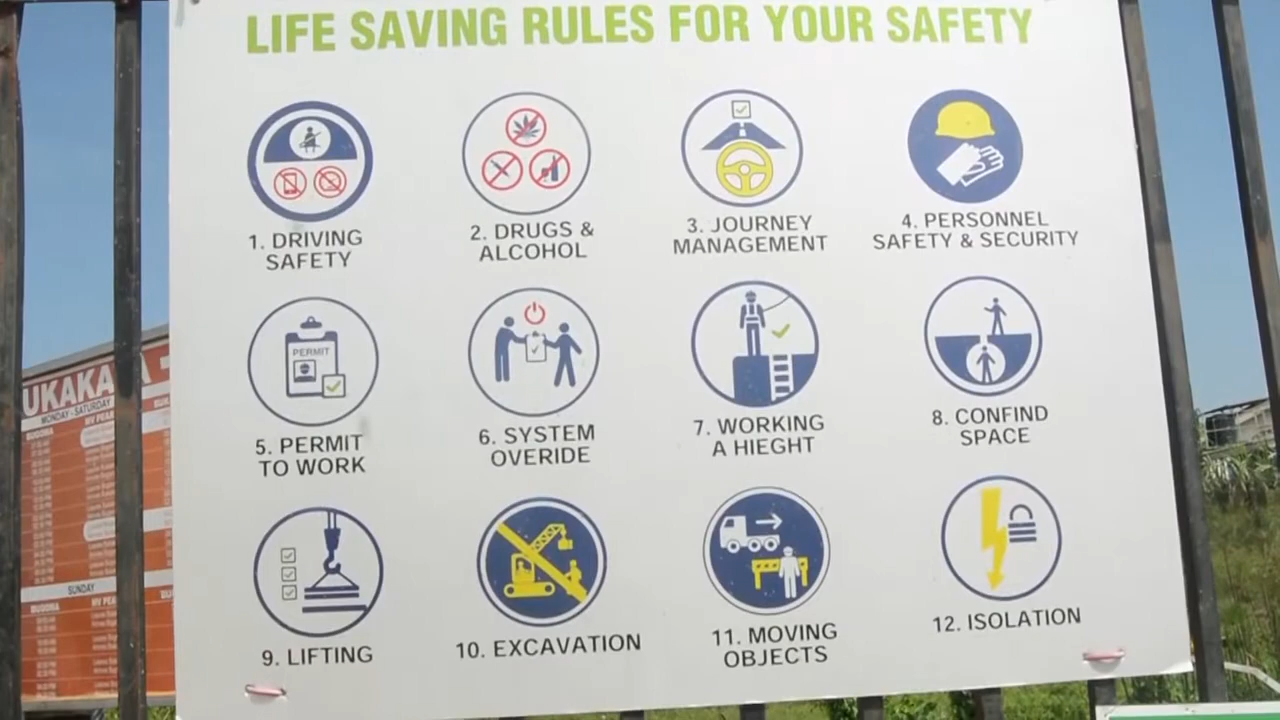 LIFE SAVING RULES FOR YOUR SAFETY
1. DRIVING
SAFETY
2. DRUGS &
ALCOHOL
3. JOURNEY
MANAGEMENT
4. PERSONNEL
SAFETY & SECURITY
PERMIT
5. PERMIT
TO WORK
6. SYSTEM
OVERIDE
7. WORKING
A HIEGHT
8. CONFIND
SPACE
9. LIFTING
10. EXCAVATION
11. MOVING
OBJECTS
12. ISOLATION
UKAKA
MONDAY - SATURDAY
BUGOMA
SUNDAY
BUGOMA